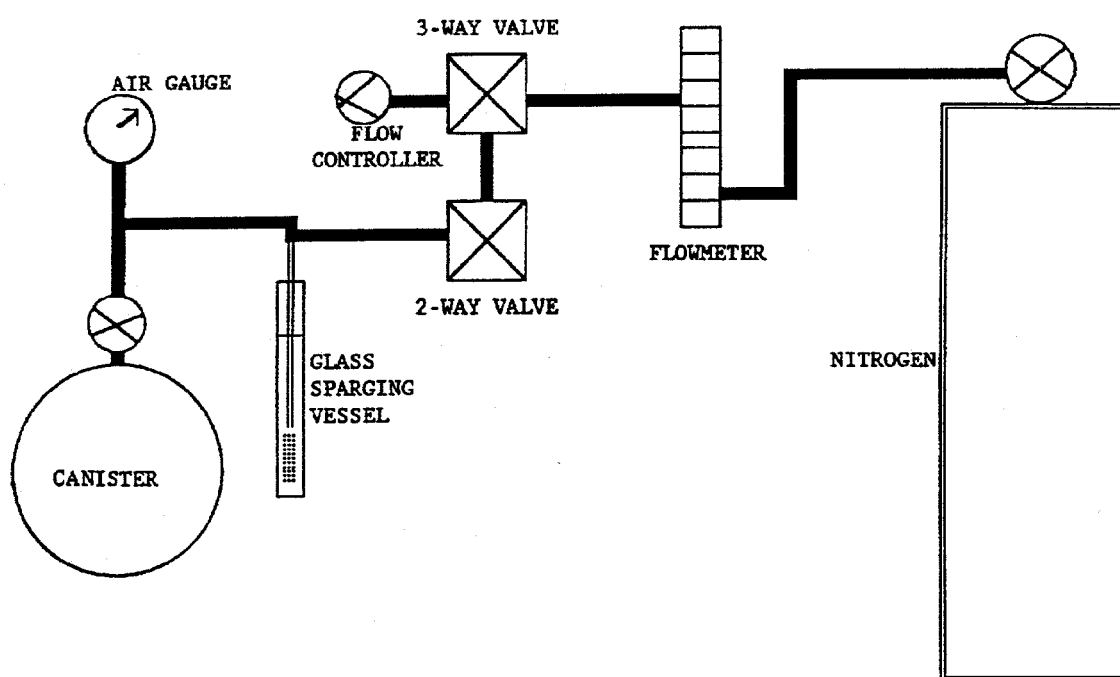 3-WAY VALVE
AIR GAUGE
FLOW
CONTROLLER
FLOWMETER
2-WAY VALVE
GLASS
SPARGING
VESSEL
NITROGEN
CANISTER